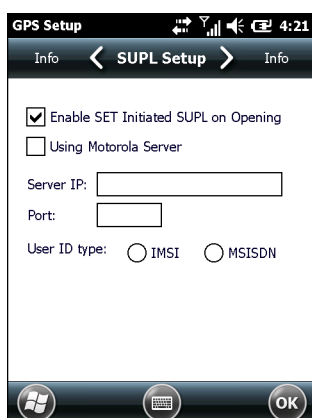 GPS Setup 4:21
Info SUPL Setup Info
Enable SET Initiated SUPL on Opening
Using Motorola Server
Server IP:
Port:
User ID type: IMSI MSISDN
OK